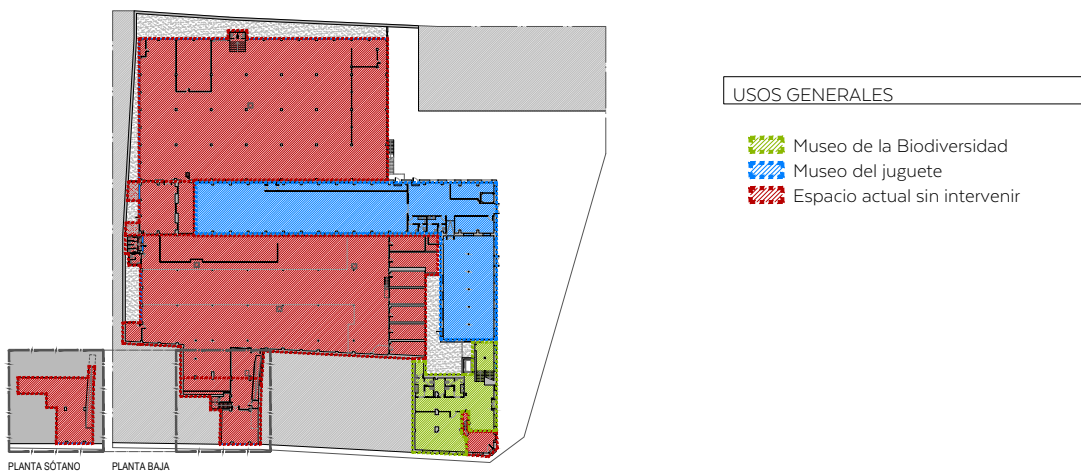 USOS GENERALES
Museo de la Biodiversidad
Museo del juguete
Espacio actual sin intervenir
PLANTA SÓTANO
PLANTA BAJA